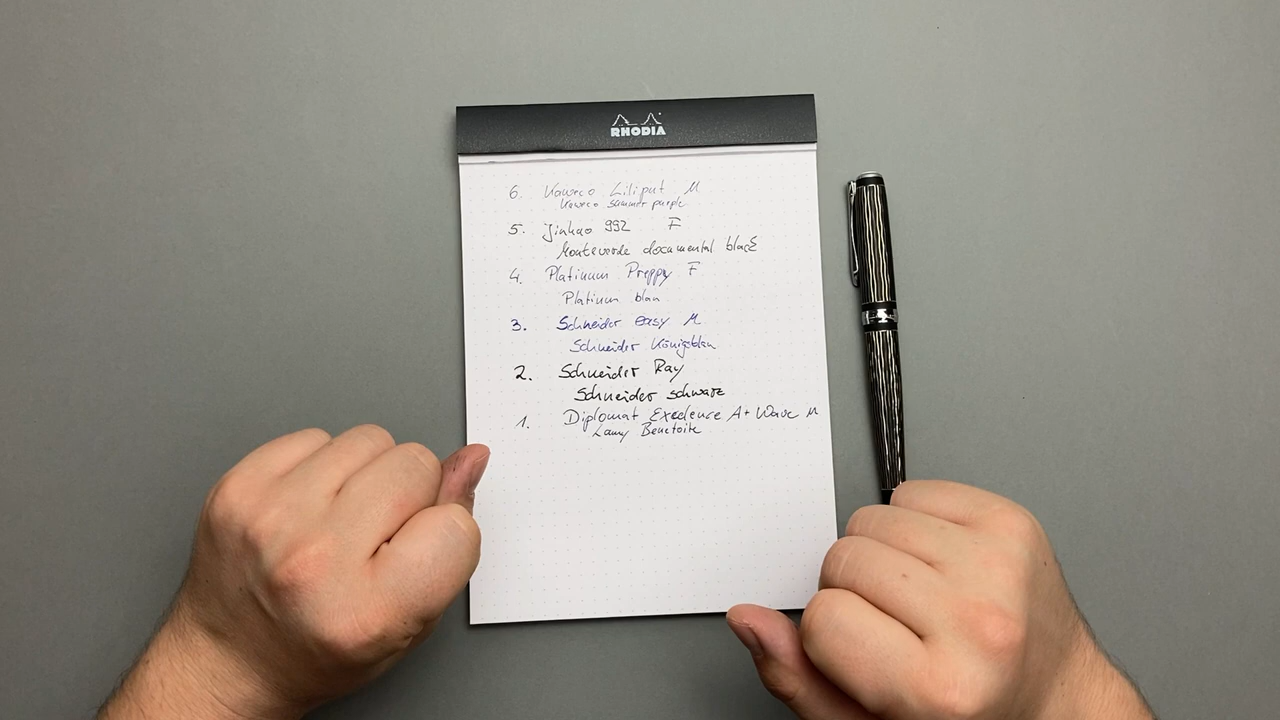 RHODIA
6. Kaweco Liliput M
Kaweco Summer purple
5. Jinhao 992 F
Monteverde documental black
4. Platinum Preppy F
Platinum blau
3. Schneider easy M
Schneider Königsblau
2. Schneider Ray
Schneider schwarz
1. Diplomat Excelence A+ Wave M
Lamy Benetoite